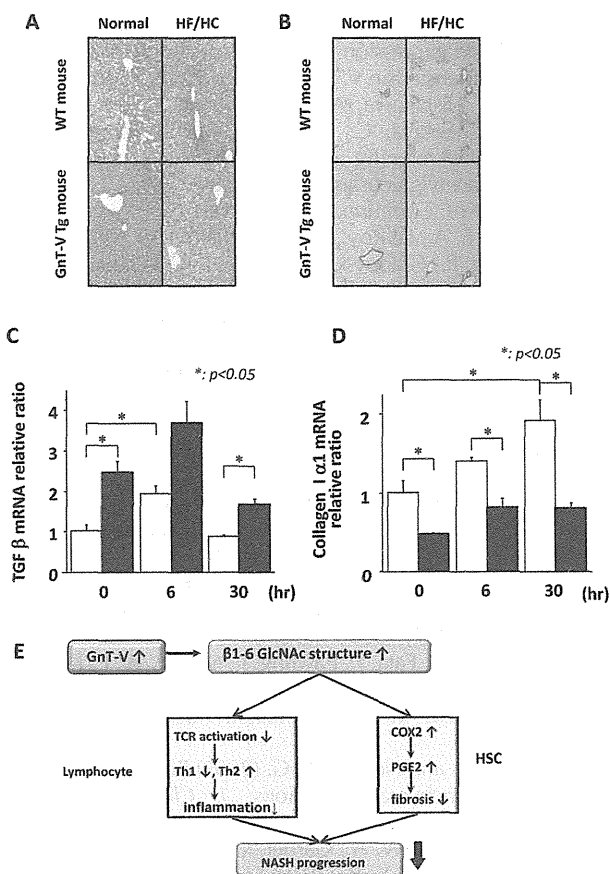 A
Normal HF/HC
WT mouse
GnT-V Tg mouse
B
Normal HF/HC
WT mouse
GnT-V Tg mouse
C
*: p<0.05
TGF β mRNA relative ratio
4
3
2
1
0
* * *
0 6 30 (hr)
D
*: p<0.05
Collagen I α1 mRNA
relative ratio
2
1
0
* * * *
0 6 30 (hr)
E
GnT-V ↑
β1-6 GlcNAc structure ↑
Lymphocyte
TCR activation ↓
Th1 ↓, Th2 ↑
inflammation↓
COX2 ↑
PGE2 ↑
fibrosis ↓
HSC
NASH progression